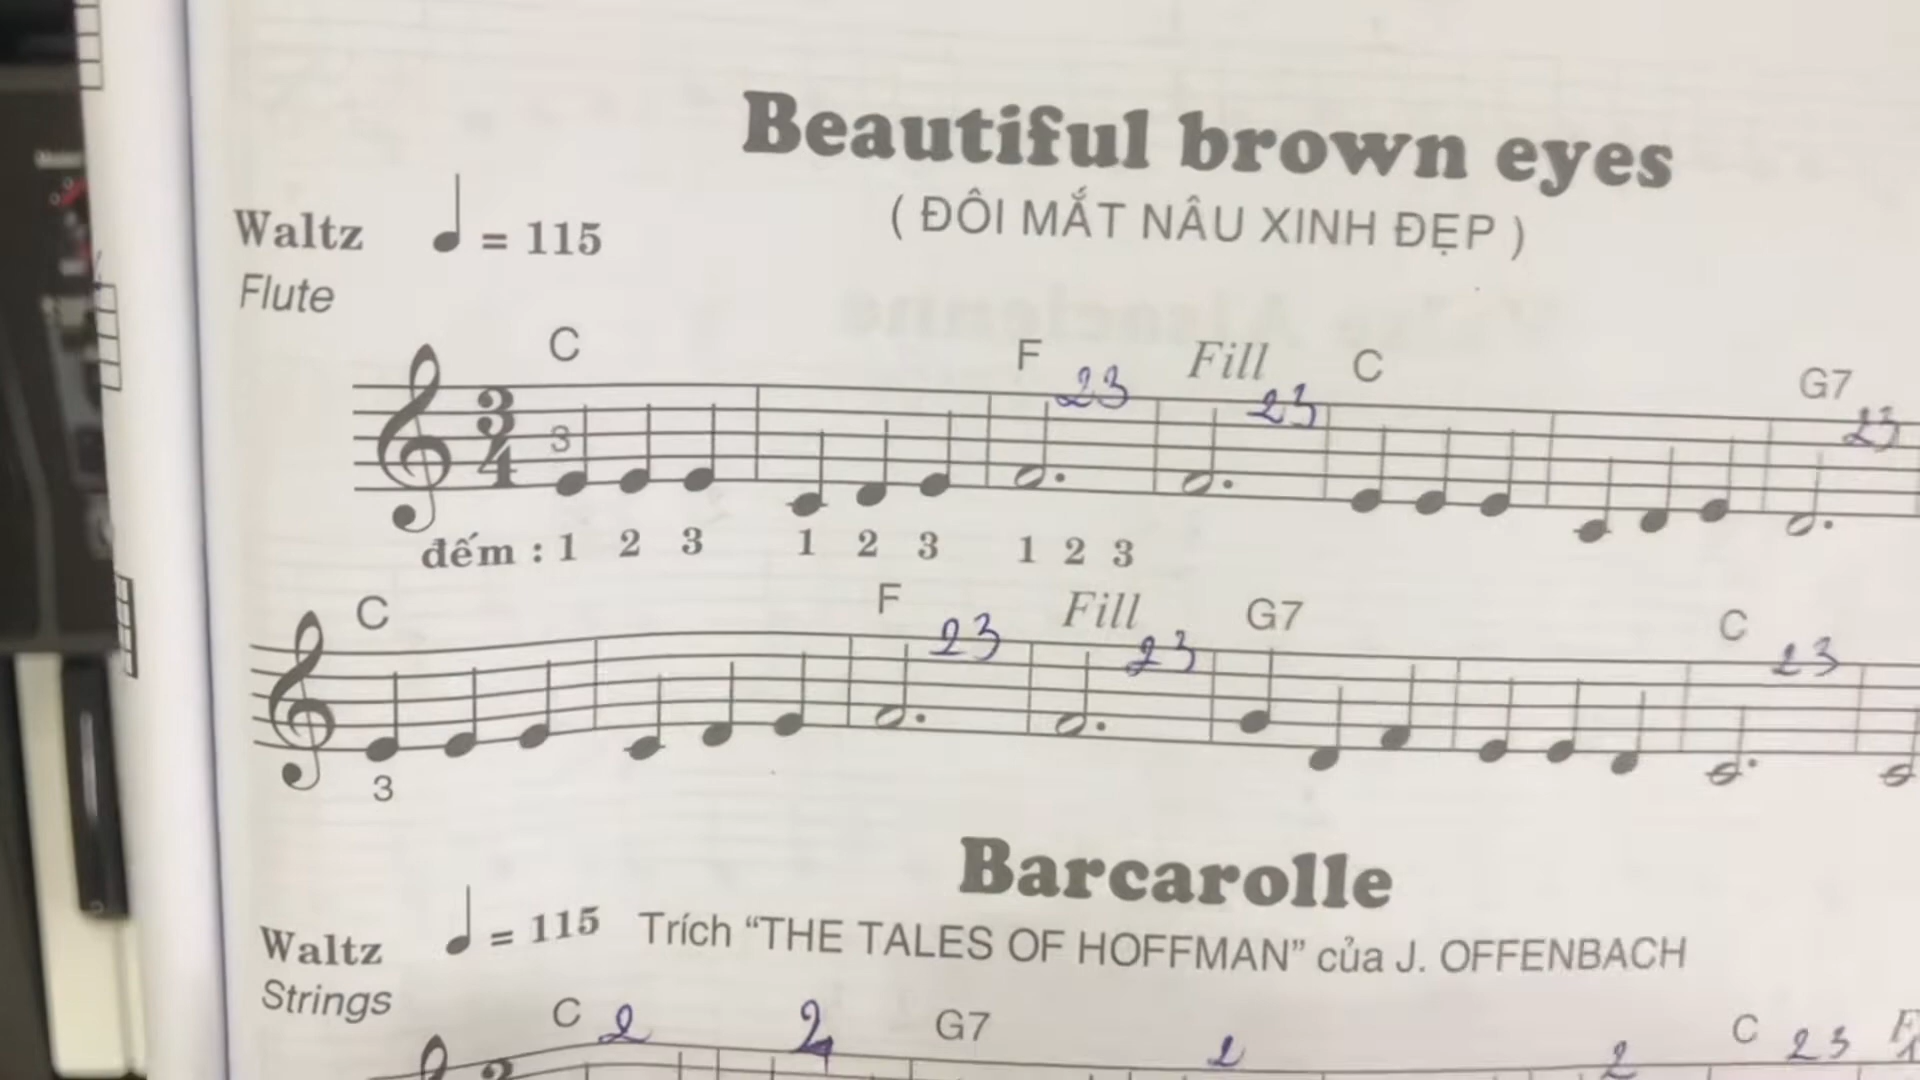 Beautiful brown eyes
( ĐÔI MẮT NÂU XINH ĐẸP )
Waltz = 115
Flute
C F 23 Fill 23 C G7 23
3
3
4
đếm : 1 2 3 1 2 3 1 2 3
C F 23 Fill 23 G7 C 23
3
Barcarolle
Waltz = 115 Trích “THE TALES OF HOFFMAN” của J. OFFENBACH
Strings
C 2 2 G7 2 2 C 23